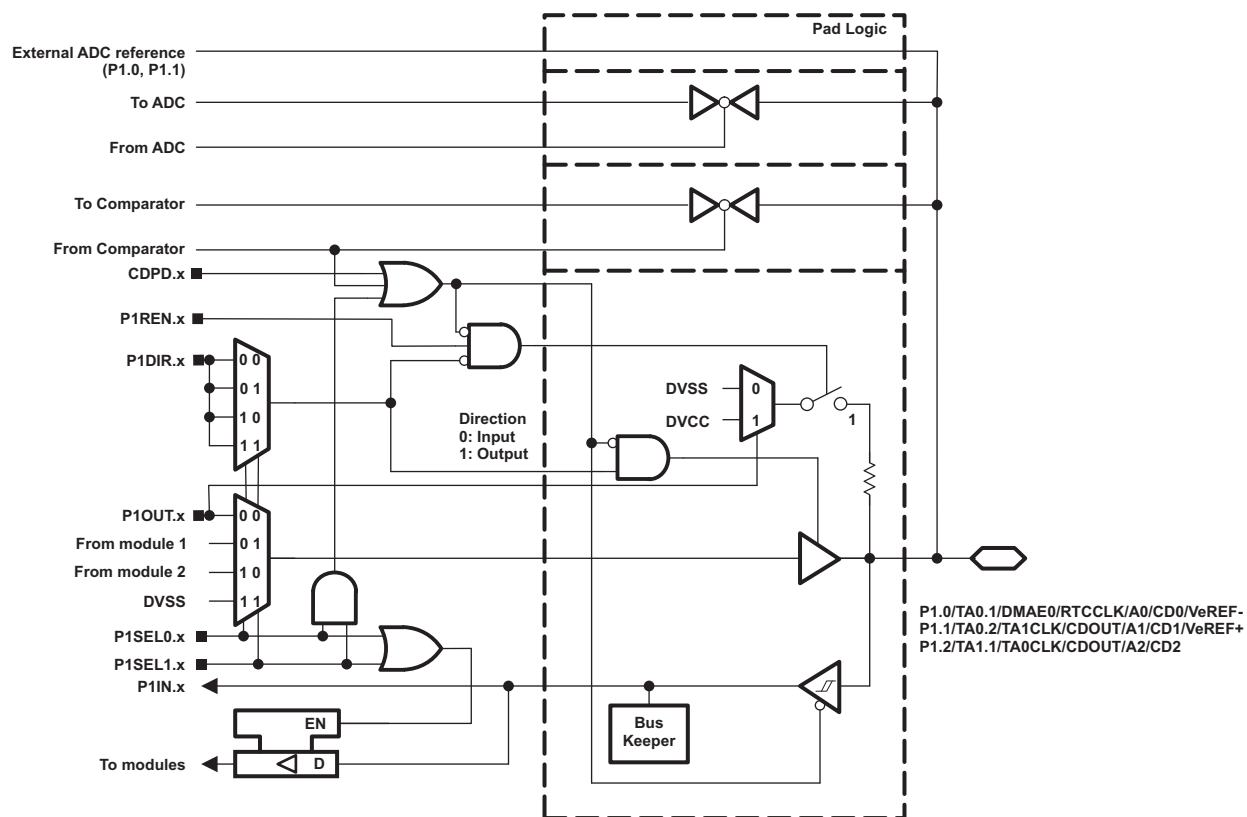 Pad Logic
External ADC reference
(P1.0, P1.1)
To ADC
From ADC
To Comparator
From Comparator
CDPD.x
P1REN.x
P1DIR.x
0 0
0 1
1 0
1 1
Direction
0: Input
1: Output
DVSS
0
DVCC
1
1
P1OUT.x
0 0
From module 1
0 1
From module 2
1 0
DVSS
1 1
P1SEL0.x
P1SEL1.x
P1IN.x
P1.0/TA0.1/DMAE0/RTCCLK/A0/CD0/VeREF-
P1.1/TA0.2/TA1CLK/CDOUT/A1/CD1/VeREF+
P1.2/TA1.1/TA0CLK/CDOUT/A2/CD2
Bus
Keeper
EN
To modules
D